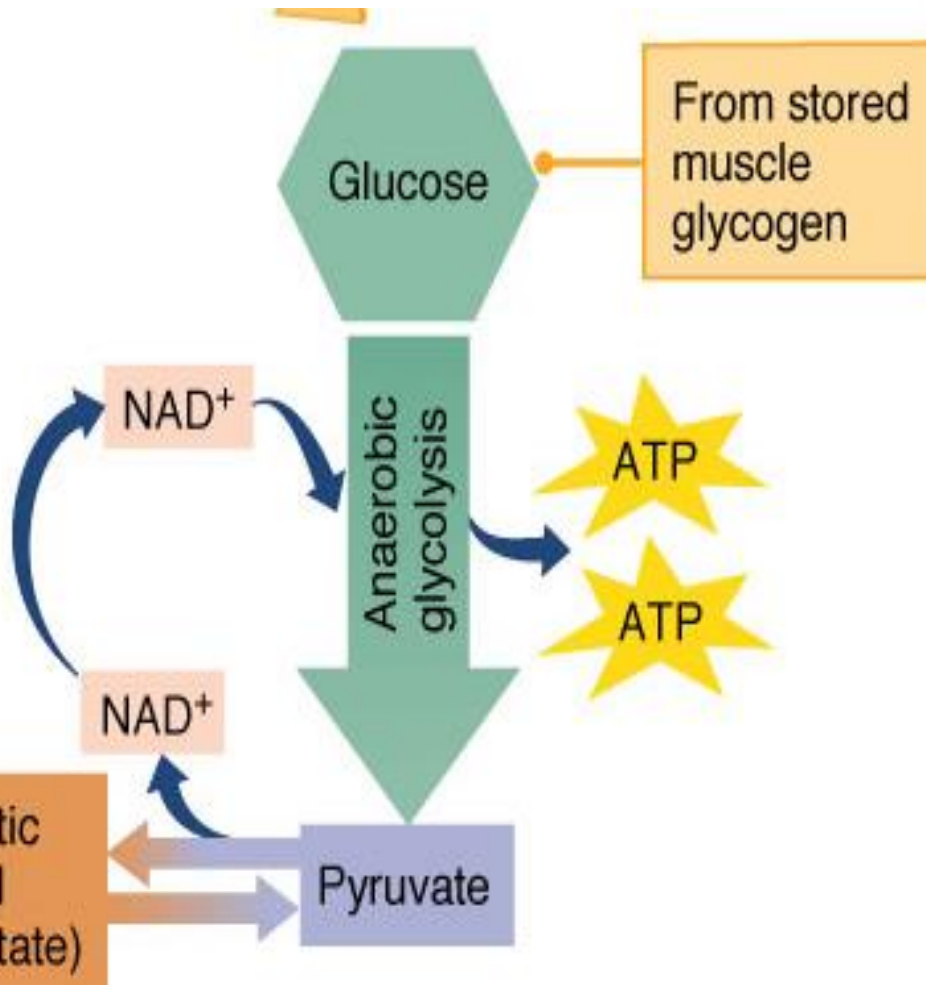 Glucose
From stored
muscle
glycogen
NAD⁺
Anaerobic
glycolysis
ATP
ATP
NAD⁺
Pyruvate
tic
tate)